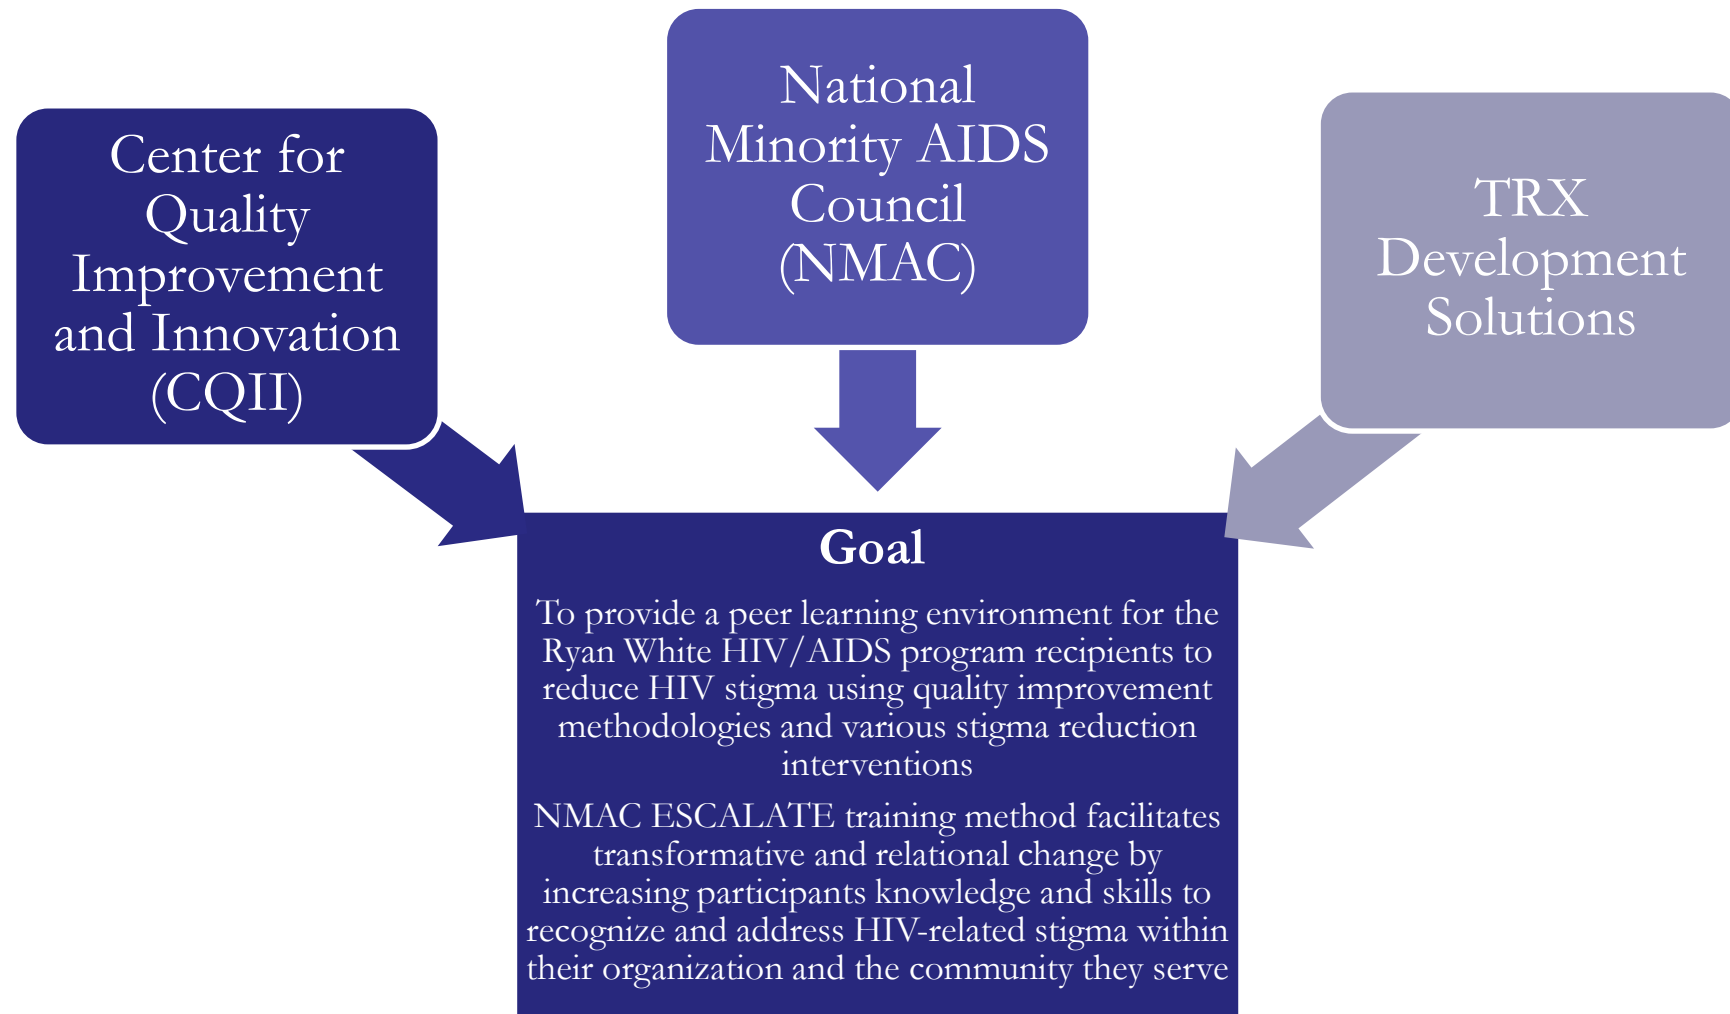 Center for
Quality
Improvement
and Innovation
(CQII)
National
Minority AIDS
Council
(NMAC)
TRX
Development
Solutions
Goal
To provide a peer learning environment for the
Ryan White HIV/AIDS program recipients to
reduce HIV stigma using quality improvement
methodologies and various stigma reduction
interventions
NMAC ESCALATE training method facilitates
transformative and relational change by
increasing participants knowledge and skills to
recognize and address HIV-related stigma within
their organization and the community they serve